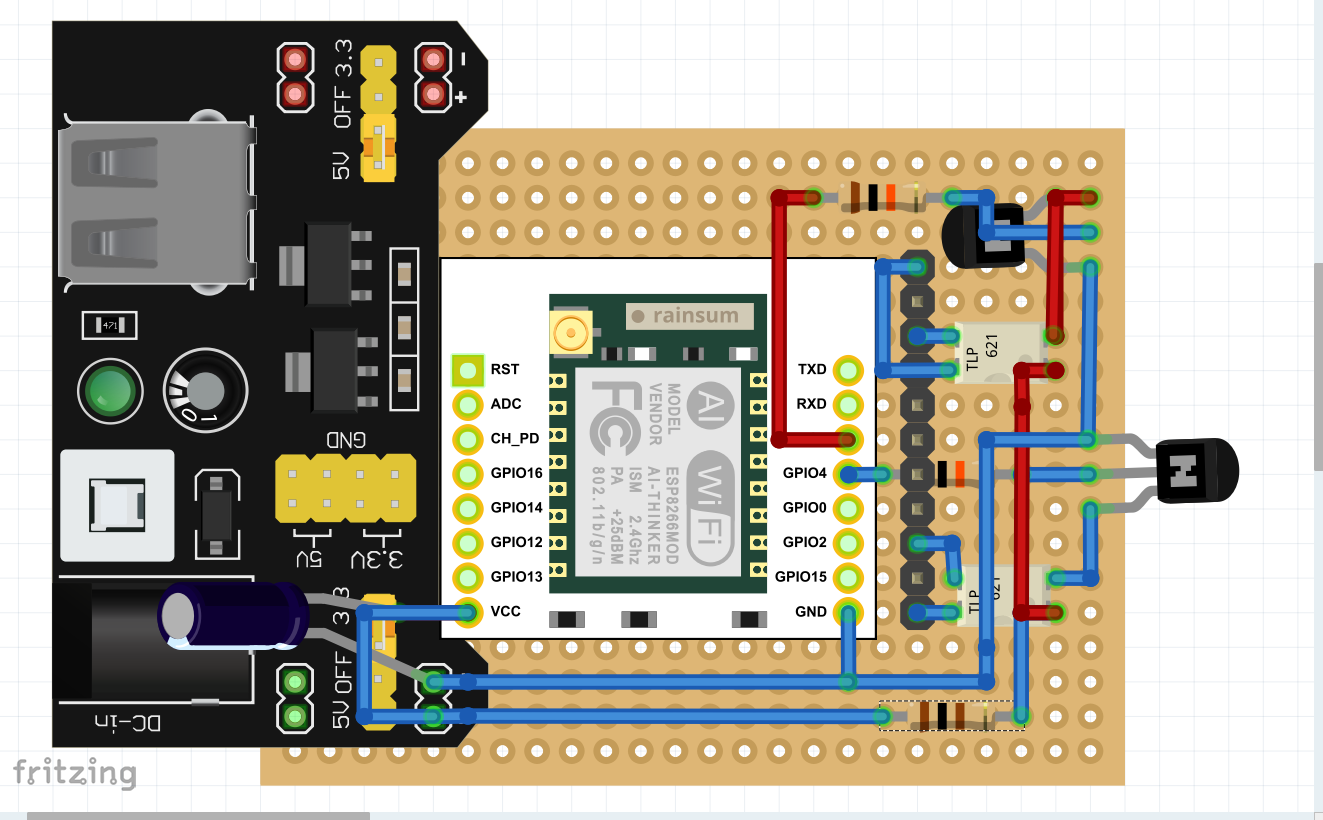 3.3
OFF
5V
-
+
471
0 1
GND
5V
3.3V
DC-in
3.3
OFF
5V
rainsum
FC
MODEL
VENDOR
AI
WiFi
ESP8266MOD
AI-THINKER
ISM 2.4Ghz
PA +25dBM
802.11b/g/n
RST
ADC
CH_PD
GPIO16
GPIO14
GPIO12
GPIO13
VCC
TXD
RXD
GPIO4
GPIO0
GPIO2
GPIO15
GND
TLP
621
TLP
621
fritzing